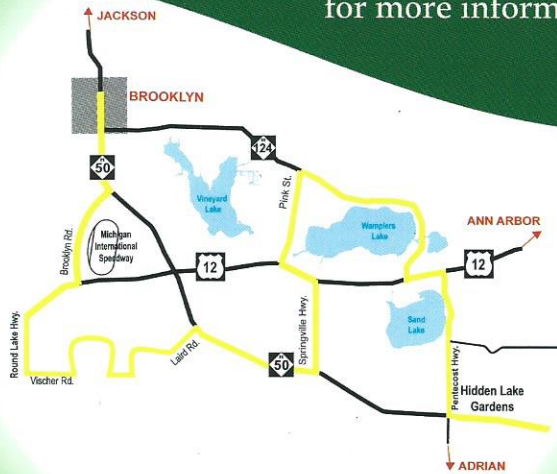 for more inform
JACKSON
BROOKLYN
M
124
M
50
Pink St.
Vineyard
Lake
Wamplers
Lake
ANN ARBOR
Brooklyn Rd.
Michigan
International
Speedway
12
12
Round Lake Hwy.
Springville Hwy.
Sand
Lake
Laird Rd.
Vischer Rd.
M
50
Pentecost Hwy.
Hidden Lake
Gardens
ADRIAN